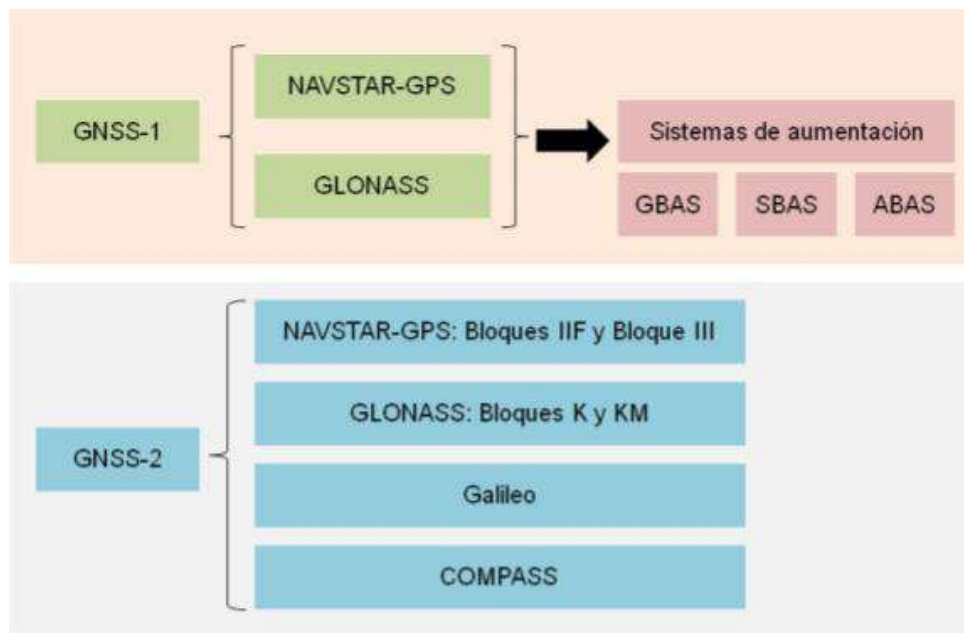 GNSS-1
NAVSTAR-GPS
GLONASS
Sistemas de aumentación
GBAS
SBAS
ABAS
GNSS-2
NAVSTAR-GPS: Bloques IIF y Bloque III
GLONASS: Bloques K y KM
Galileo
COMPASS